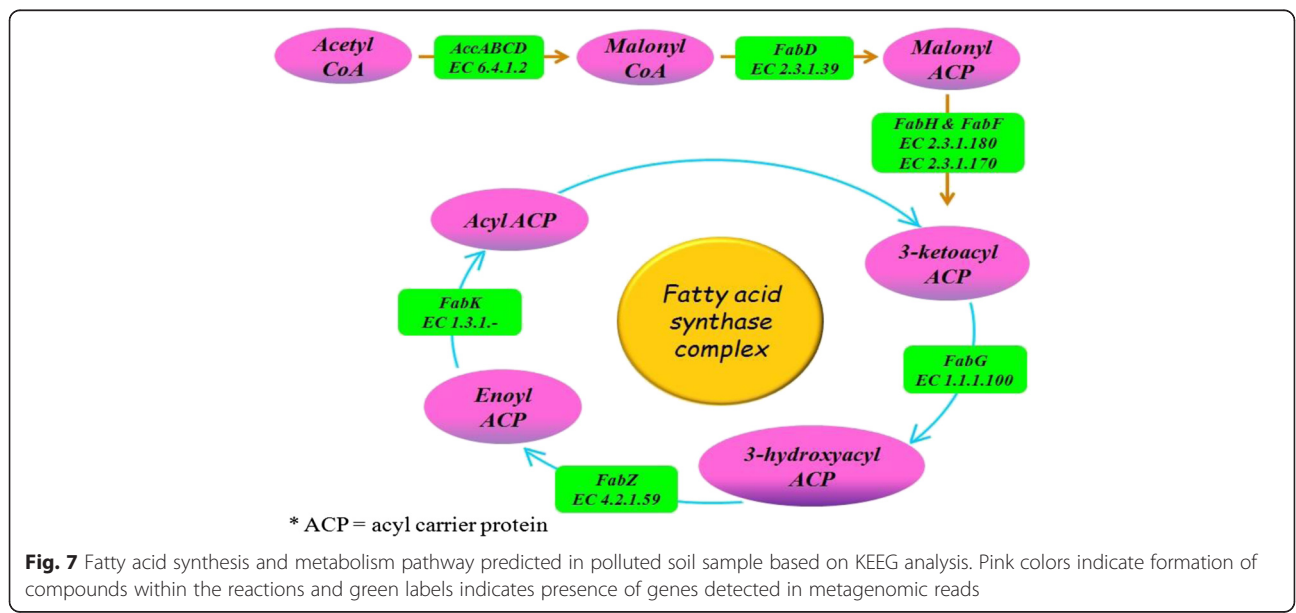 Acetyl
CoA
AccABCD
EC 6.4.1.2
Malonyl
CoA
FabD
EC 2.3.1.39
Malonyl
ACP
FabH & FabF
EC 2.3.1.180
EC 2.3.1.170
Acyl ACP
3-ketoacyl
ACP
Fatty acid
synthase
complex
FabK
EC 1.3.1.-
FabG
EC 1.1.1.100
Enoyl
ACP
3-hydroxyacyl
ACP
FabZ
EC 4.2.1.59
* ACP = acyl carrier protein
Fig. 7 Fatty acid synthesis and metabolism pathway predicted in polluted soil sample based on KEEG analysis. Pink colors indicate formation of
compounds within the reactions and green labels indicates presence of genes detected in metagenomic reads